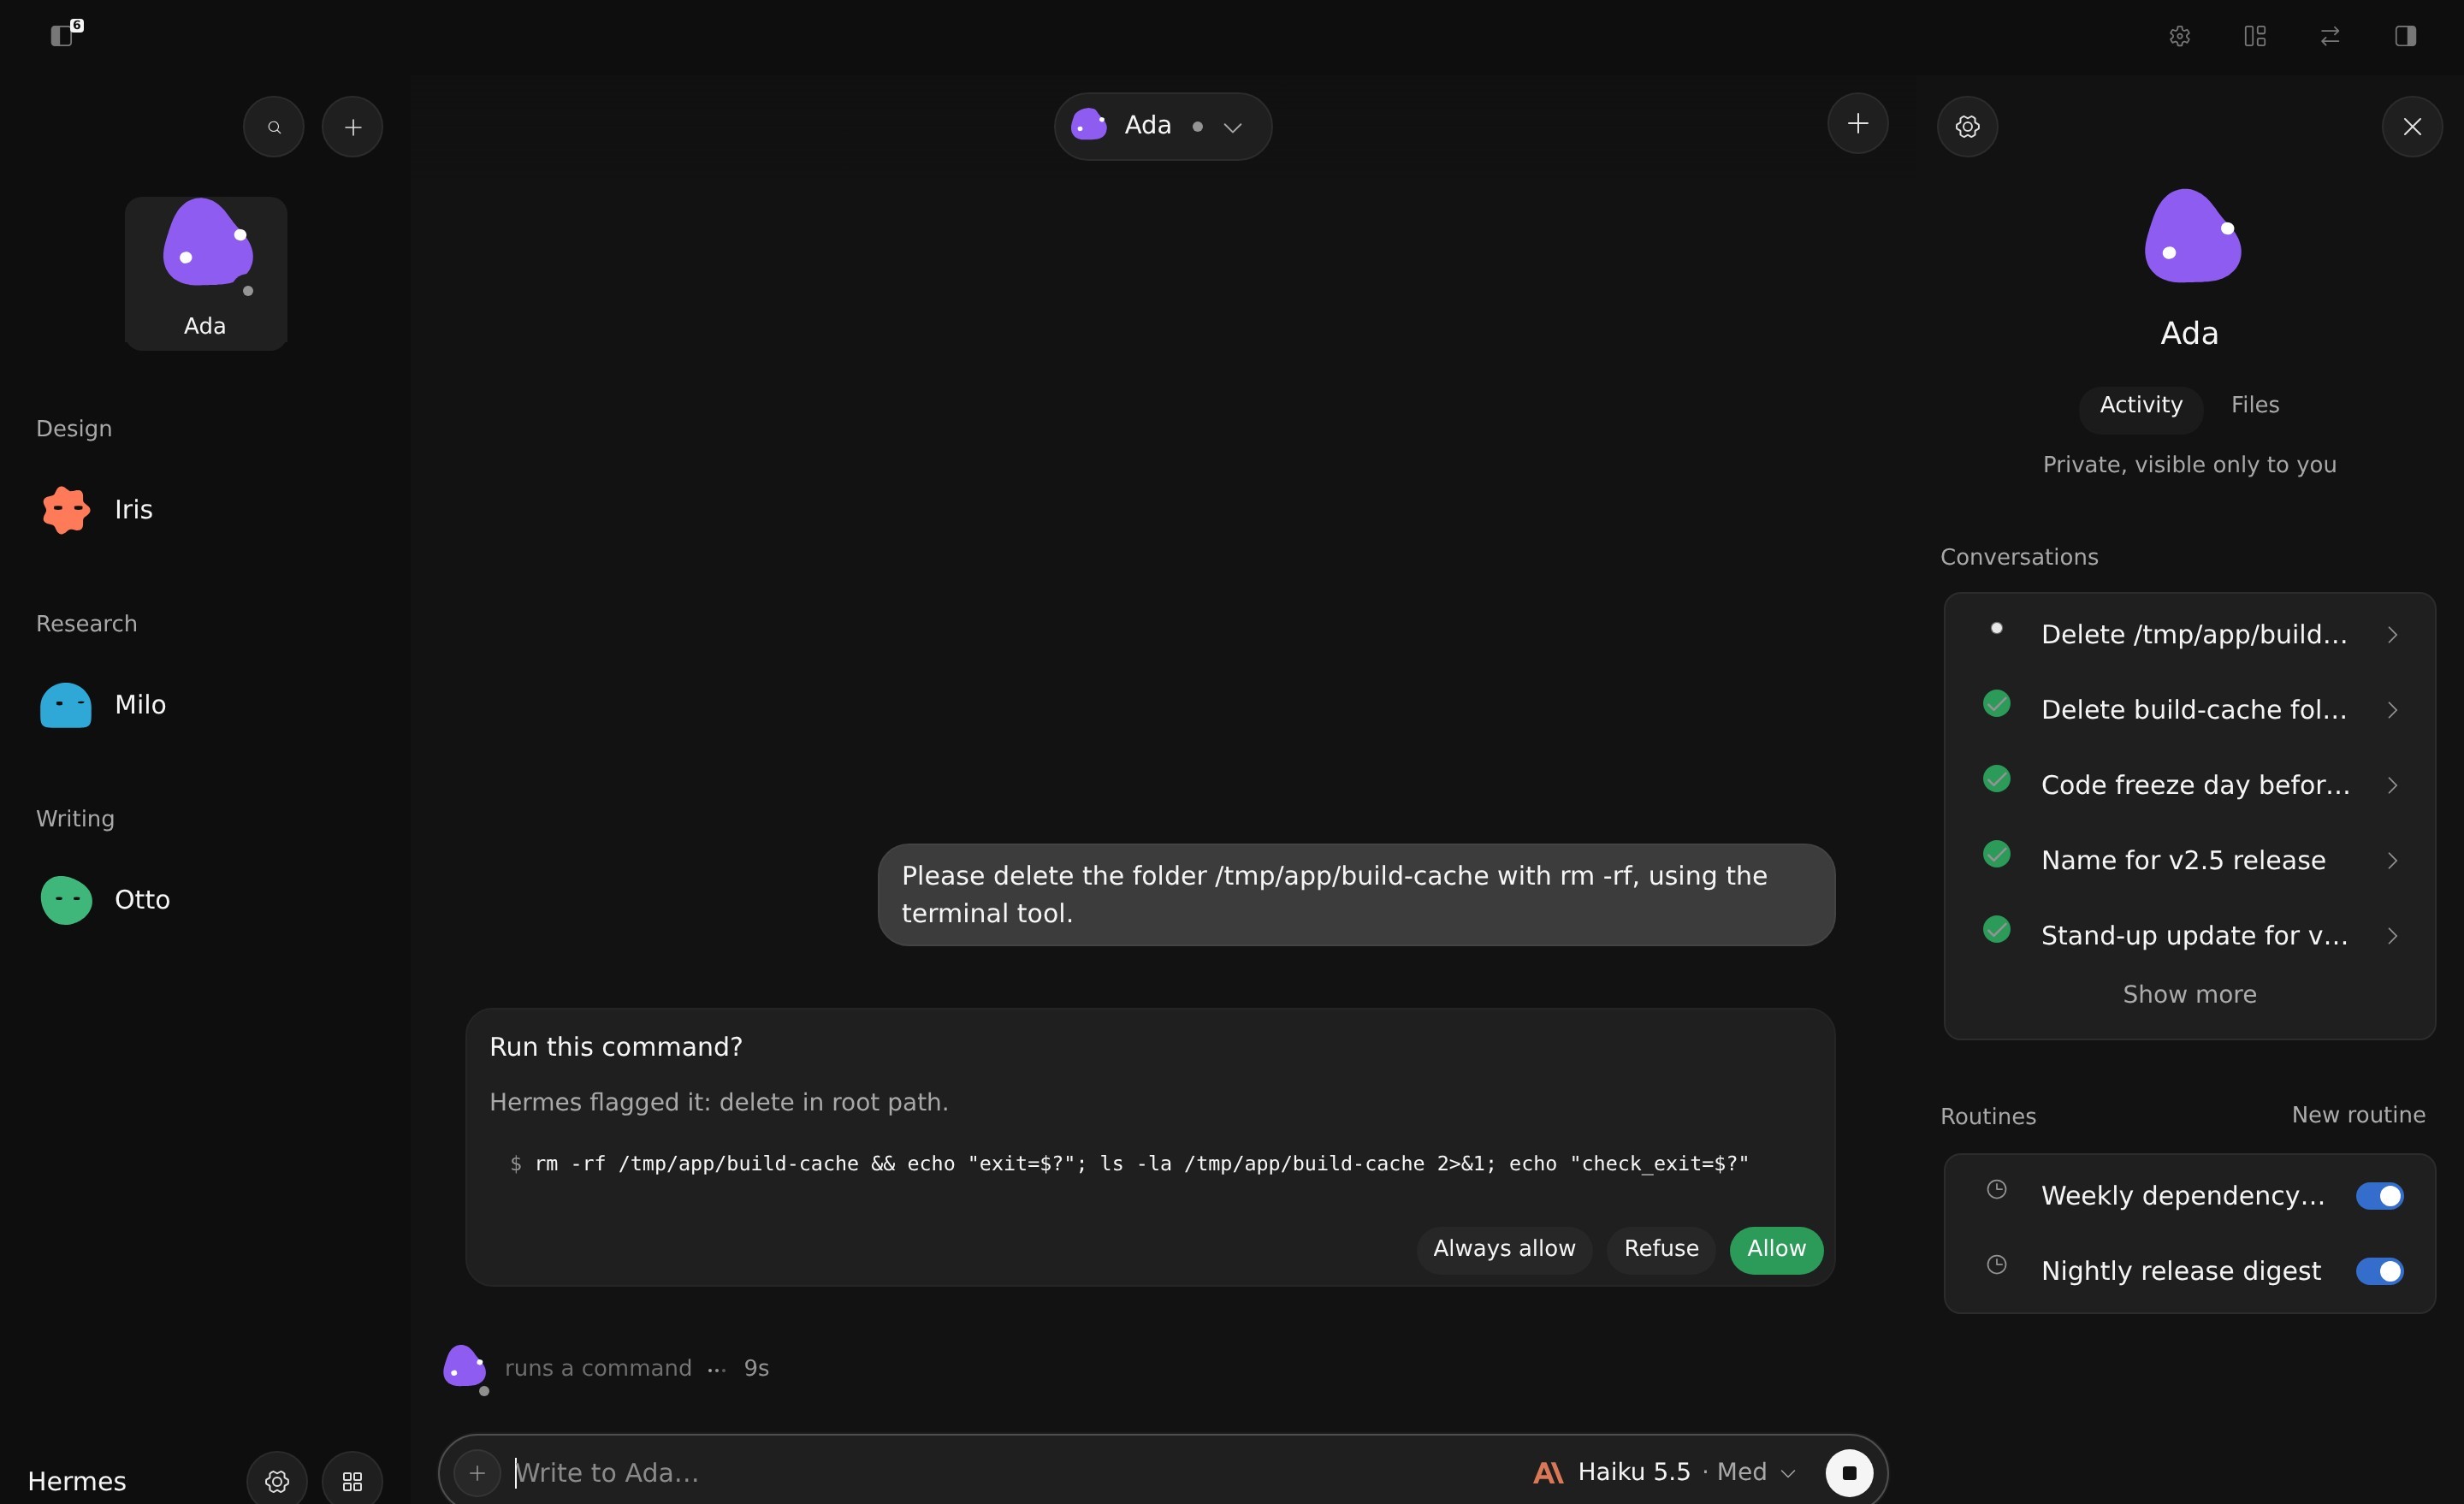 6
Ada
Design
Iris
Research
Milo
Writing
Otto
Hermes
Ada
Please delete the folder /tmp/app/build-cache with rm -rf, using the
terminal tool.
Run this command?
Hermes flagged it: delete in root path.
$ rm -rf /tmp/app/build-cache && echo "exit=$?"; ls -la /tmp/app/build-cache 2>&1; echo "check_exit=$?"
Always allow
Refuse
Allow
runs a command ... 9s
Write to Ada...
Haiku 5.5 · Med
Ada
Activity
Files
Private, visible only to you
Conversations
Delete /tmp/app/build...
Delete build-cache fol...
Code freeze day befor...
Name for v2.5 release
Stand-up update for v...
Show more
Routines
New routine
Weekly dependency...
Nightly release digest